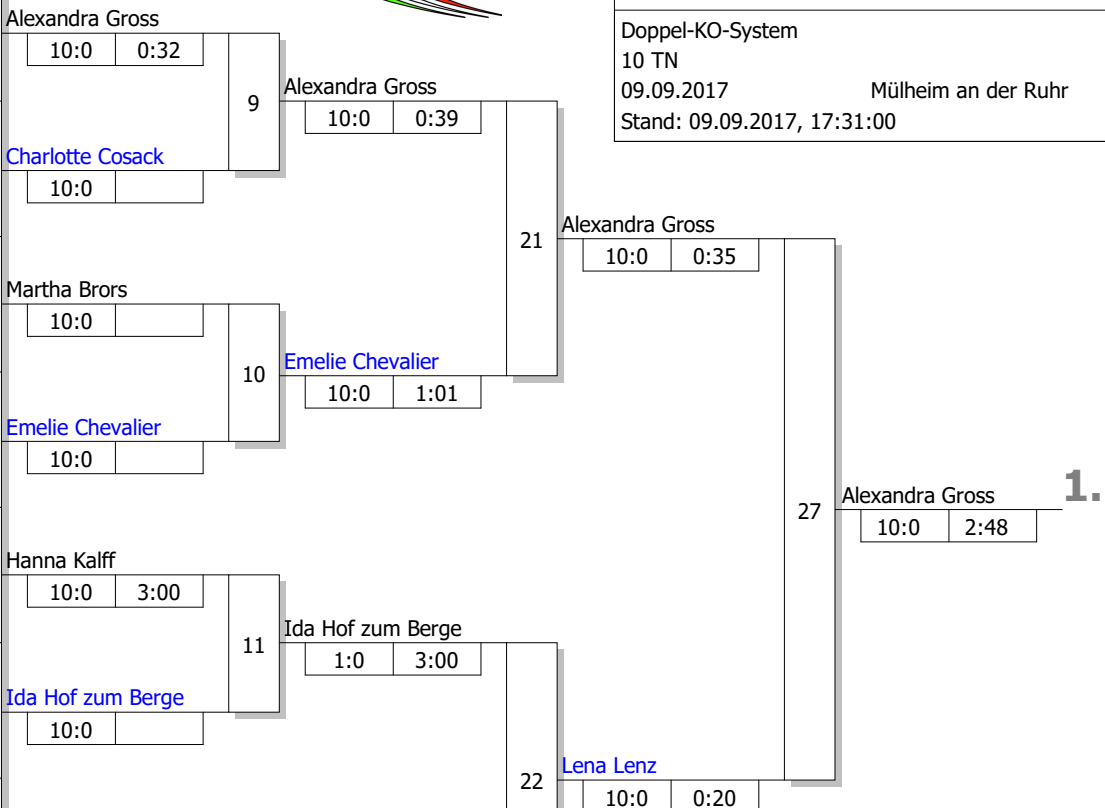 Doppel-KO-System
10 TN
09.09.2017 Mülheim an der Ruhr
Stand: 09.09.2017, 17:31:00
Alexandra Gross
10:0 0:32
9
Alexandra Gross
10:0 0:39
Charlotte Cosack
10:0
21
Alexandra Gross
10:0 0:35
Martha Brors
10:0
10
Emelie Chevalier
10:0 1:01
Emelie Chevalier
10:0
27
Alexandra Gross
10:0 2:48
1.
Hanna Kalff
10:0 3:00
11
Ida Hof zum Berge
1:0 3:00
Ida Hof zum Berge
10:0
22
Lena Lenz
10:0 0:20